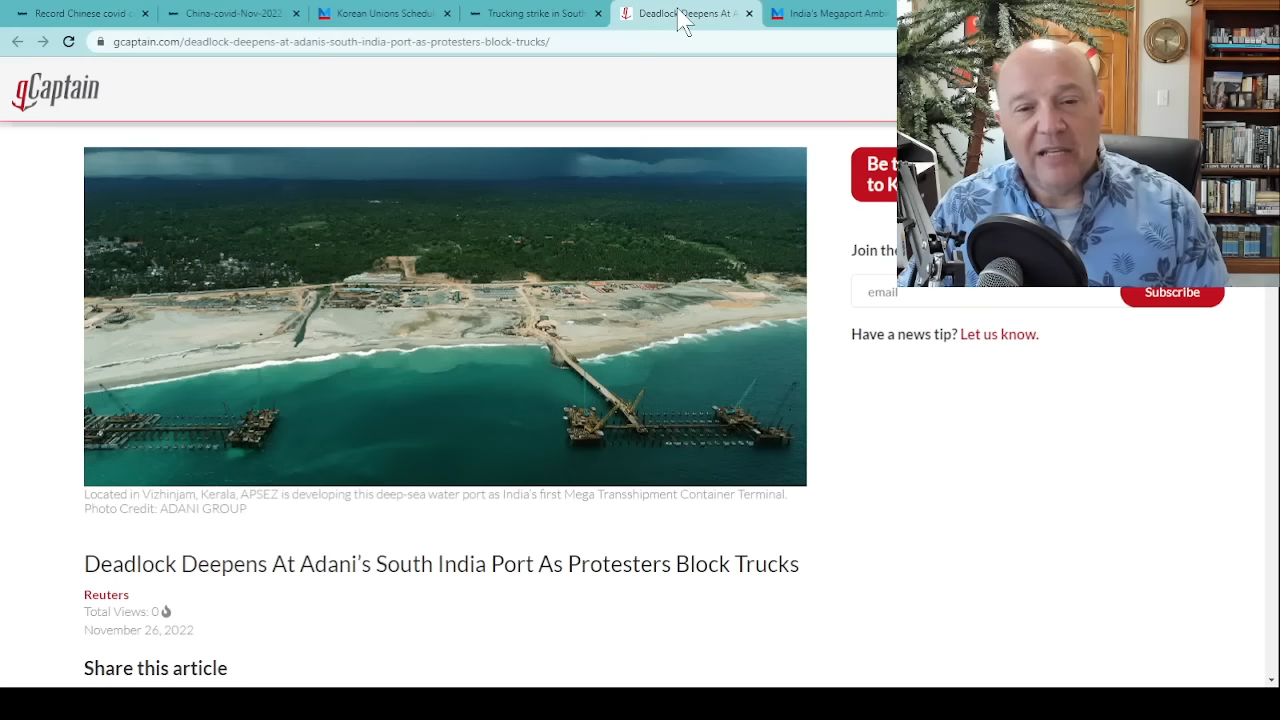 Record Chinese covid c
China-covid-Nov-2022
Korean Unions Schedul
Trucking strike in South
Deadlock Deepens At A
India's Megaport Ambi
gcaptain.com/deadlock-deepens-at-adanis-south-india-port-as-protesters-block-trucks/
gCaptain
Be t
to K
Join the
email
Subscribe
Have a news tip? Let us know.
Located in Vizhinjam, Kerala, APSEZ is developing this deep-sea water port as India's first Mega Transshipment Container Terminal.
Photo Credit: ADANI GROUP
Deadlock Deepens At Adani's South India Port As Protesters Block Trucks
Reuters
Total Views: 0
November 26, 2022
Share this article